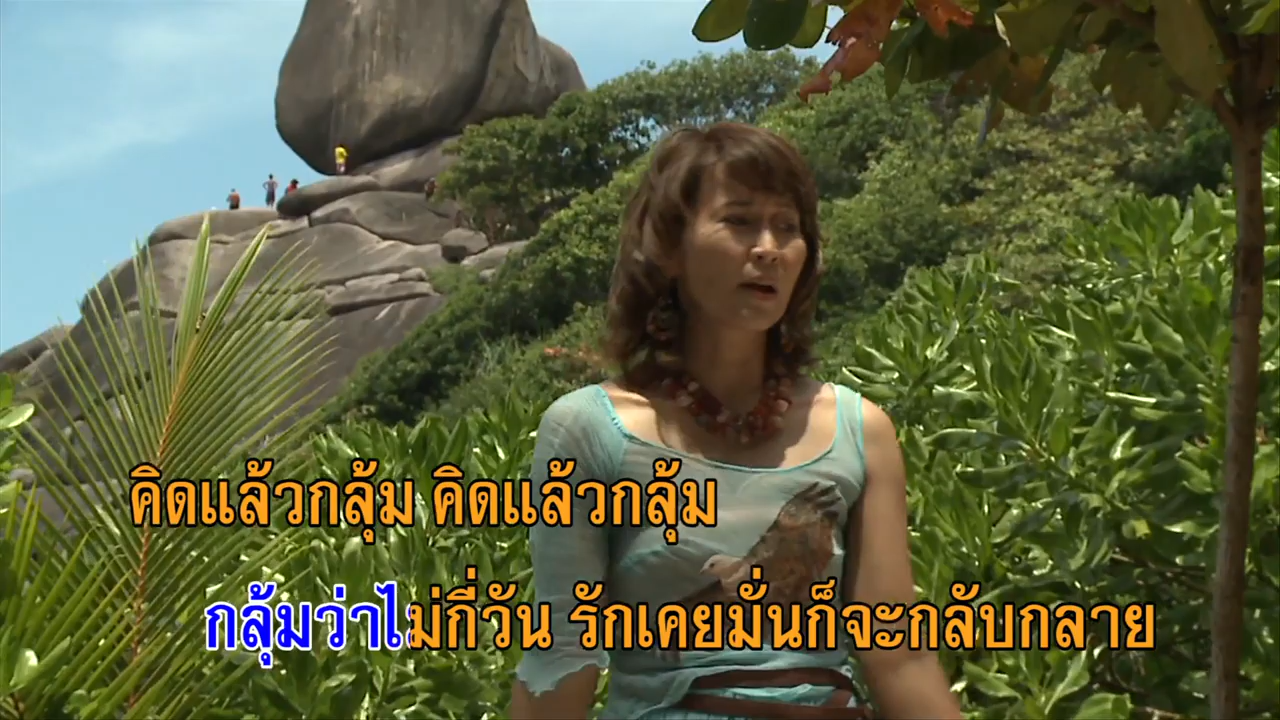 คิดแล้วกลุ้ม คิดแล้วกลุ้ม
กลุ้มว่าไม่กี่วัน รักเคยมั่นก็จะกลับกลาย